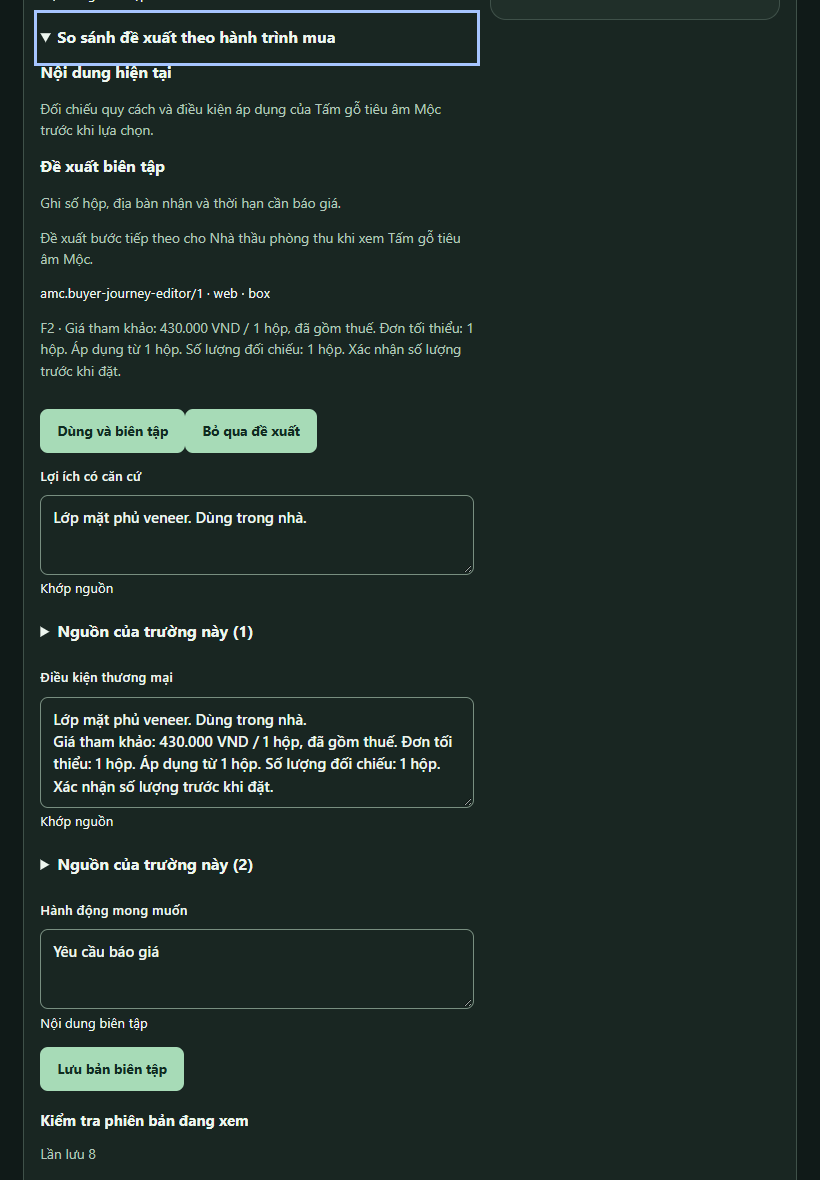 So sánh đề xuất theo hành trình mua
Nội dung hiện tại
Đối chiếu quy cách và điều kiện áp dụng của Tấm gỗ tiêu âm Mộc
trước khi lựa chọn.
Đề xuất biên tập
Ghi số hộp, địa bàn nhận và thời hạn cần báo giá.
Đề xuất bước tiếp theo cho Nhà thầu phòng thu khi xem Tấm gỗ tiêu
âm Mộc.
amc.buyer-journey-editor/1 · web · box
F2 · Giá tham khảo: 430.000 VND / 1 hộp, đã gồm thuế. Đơn tối thiểu: 1
hộp. Áp dụng từ 1 hộp. Số lượng đối chiếu: 1 hộp. Xác nhận số lượng
trước khi đặt.
Dùng và biên tập
Bỏ qua đề xuất
Lợi ích có căn cứ
Lớp mặt phủ veneer. Dùng trong nhà.
Khớp nguồn
Nguồn của trường này (1)
Điều kiện thương mại
Lớp mặt phủ veneer. Dùng trong nhà.
Giá tham khảo: 430.000 VND / 1 hộp, đã gồm thuế. Đơn tối
thiểu: 1 hộp. Áp dụng từ 1 hộp. Số lượng đối chiếu: 1 hộp.
Xác nhận số lượng trước khi đặt.
Khớp nguồn
Nguồn của trường này (2)
Hành động mong muốn
Yêu cầu báo giá
Nội dung biên tập
Lưu bản biên tập
Kiểm tra phiên bản đang xem
Lần lưu 8